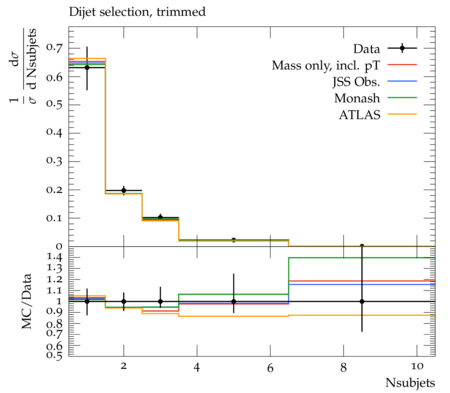 Dijet selection, trimmed
1/σ dσ/d Nsubjets
Data
Mass only, incl. pT
JSS Obs.
Monash
ATLAS
0.7
0.6
0.5
0.4
0.3
0.2
0.1
0
1.4
1.3
1.2
1.1
1
0.9
0.8
0.7
0.6
0.5
MC/Data
2 4 6 8 10
Nsubjets